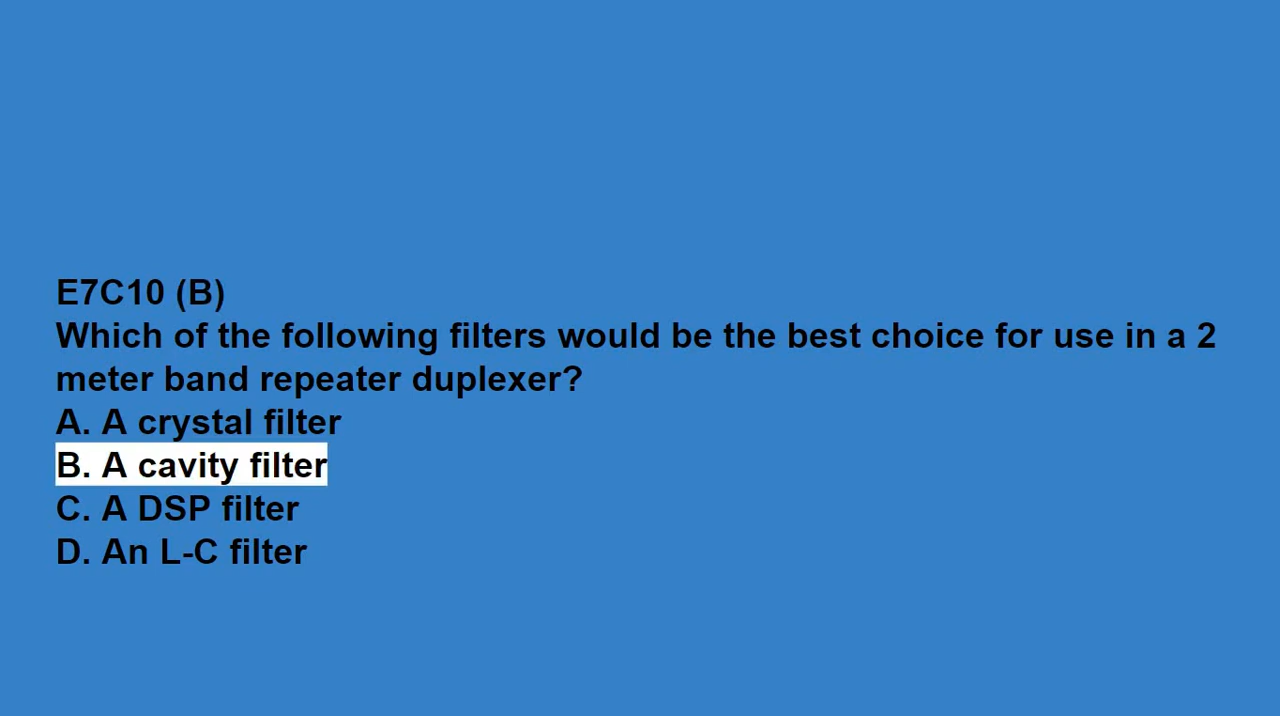 E7C10 (B)
Which of the following filters would be the best choice for use in a 2
meter band repeater duplexer?
A. A crystal filter
B. A cavity filter
C. A DSP filter
D. An L-C filter